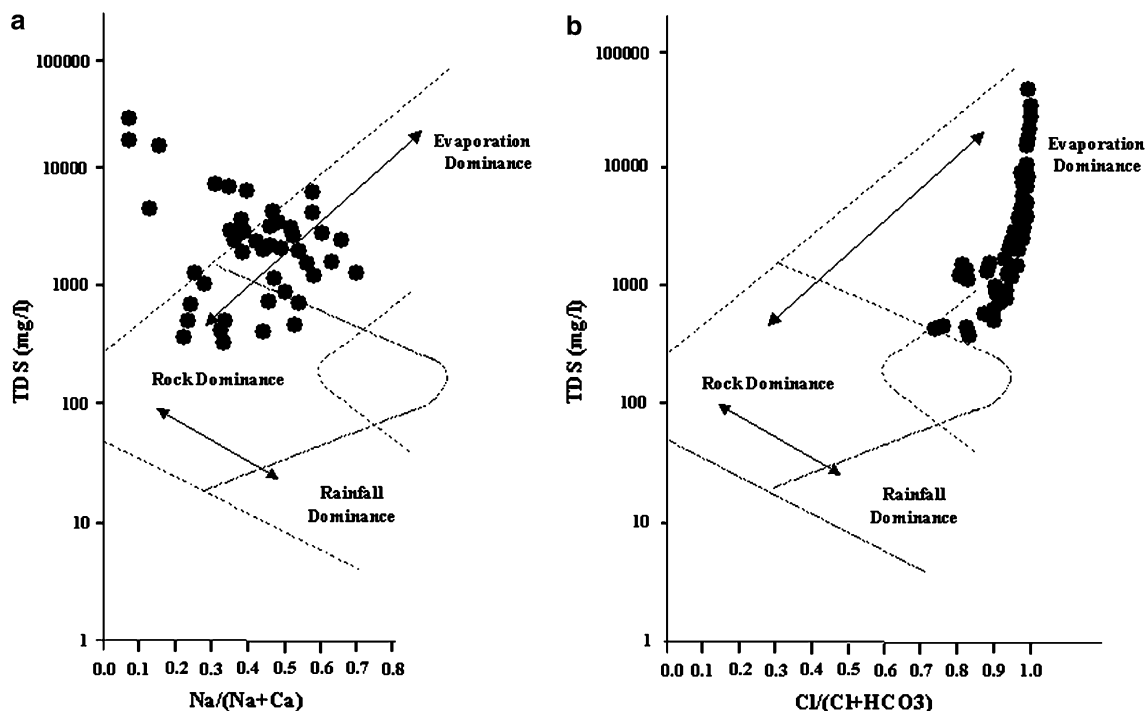 a
TDS (mg/l)
100000
10000
1000
100
10
1
Evaporation
Dominance
Rock Dominance
Rainfall
Dominance
0.0 0.1 0.2 0.3 0.4 0.5 0.6 0.7 0.8
Na/(Na+Ca)
b
TDS (mg/l)
100000
10000
1000
100
10
1
Evaporation
Dominance
Rock Dominance
Rainfall
Dominance
0.0 0.1 0.2 0.3 0.4 0.5 0.6 0.7 0.8 0.9 1.0
Cl/(Cl+HCO3)